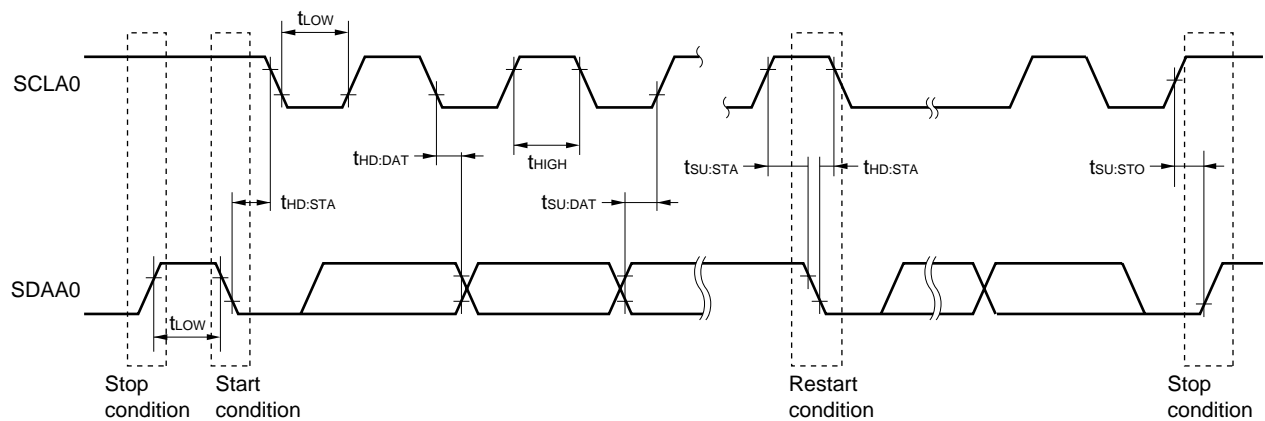 tLOW
SCLA0
tHD:DAT
tHIGH
tSU:STA
tHD:STA
tSU:STO
tHD:STA
tSU:DAT
SDAA0
tLOW
Stop
condition
Start
condition
Restart
condition
Stop
condition